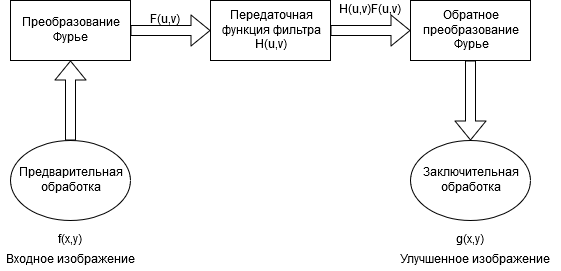 Преобразование
Фурье
F(u,v)
Передаточная
функция фильтра
H(u,v)
H(u,v)F(u,v)
Обратное
преобразование
Фурье
Предварительная
обработка
Заключительная
обработка
f(x,y)
Входное изображение
g(x,y)
Улучшенное изображение